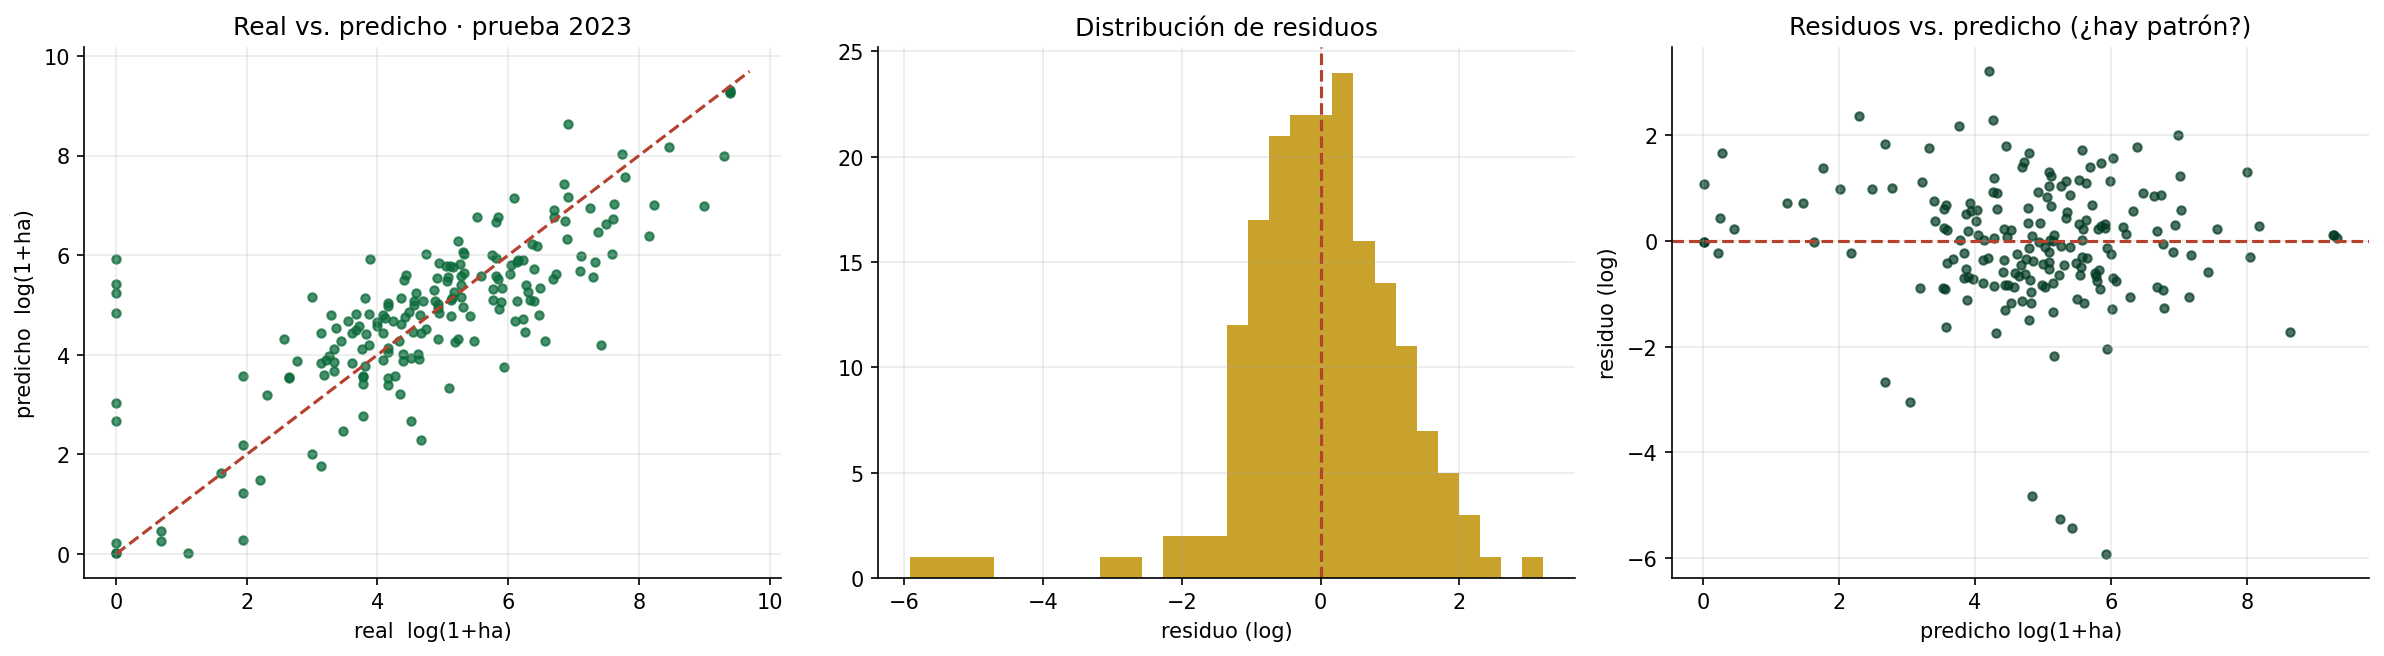 Real vs. predicho · prueba 2023
10
8
6
4
2
0
predicho log(1+ha)
0 2 4 6 8 10
real log(1+ha)
Distribución de residuos
25
20
15
10
5
0
−6 −4 −2 0 2
residuo (log)
Residuos vs. predicho (¿hay patrón?)
2
0
−2
−4
−6
residuo (log)
0 2 4 6 8
predicho log(1+ha)